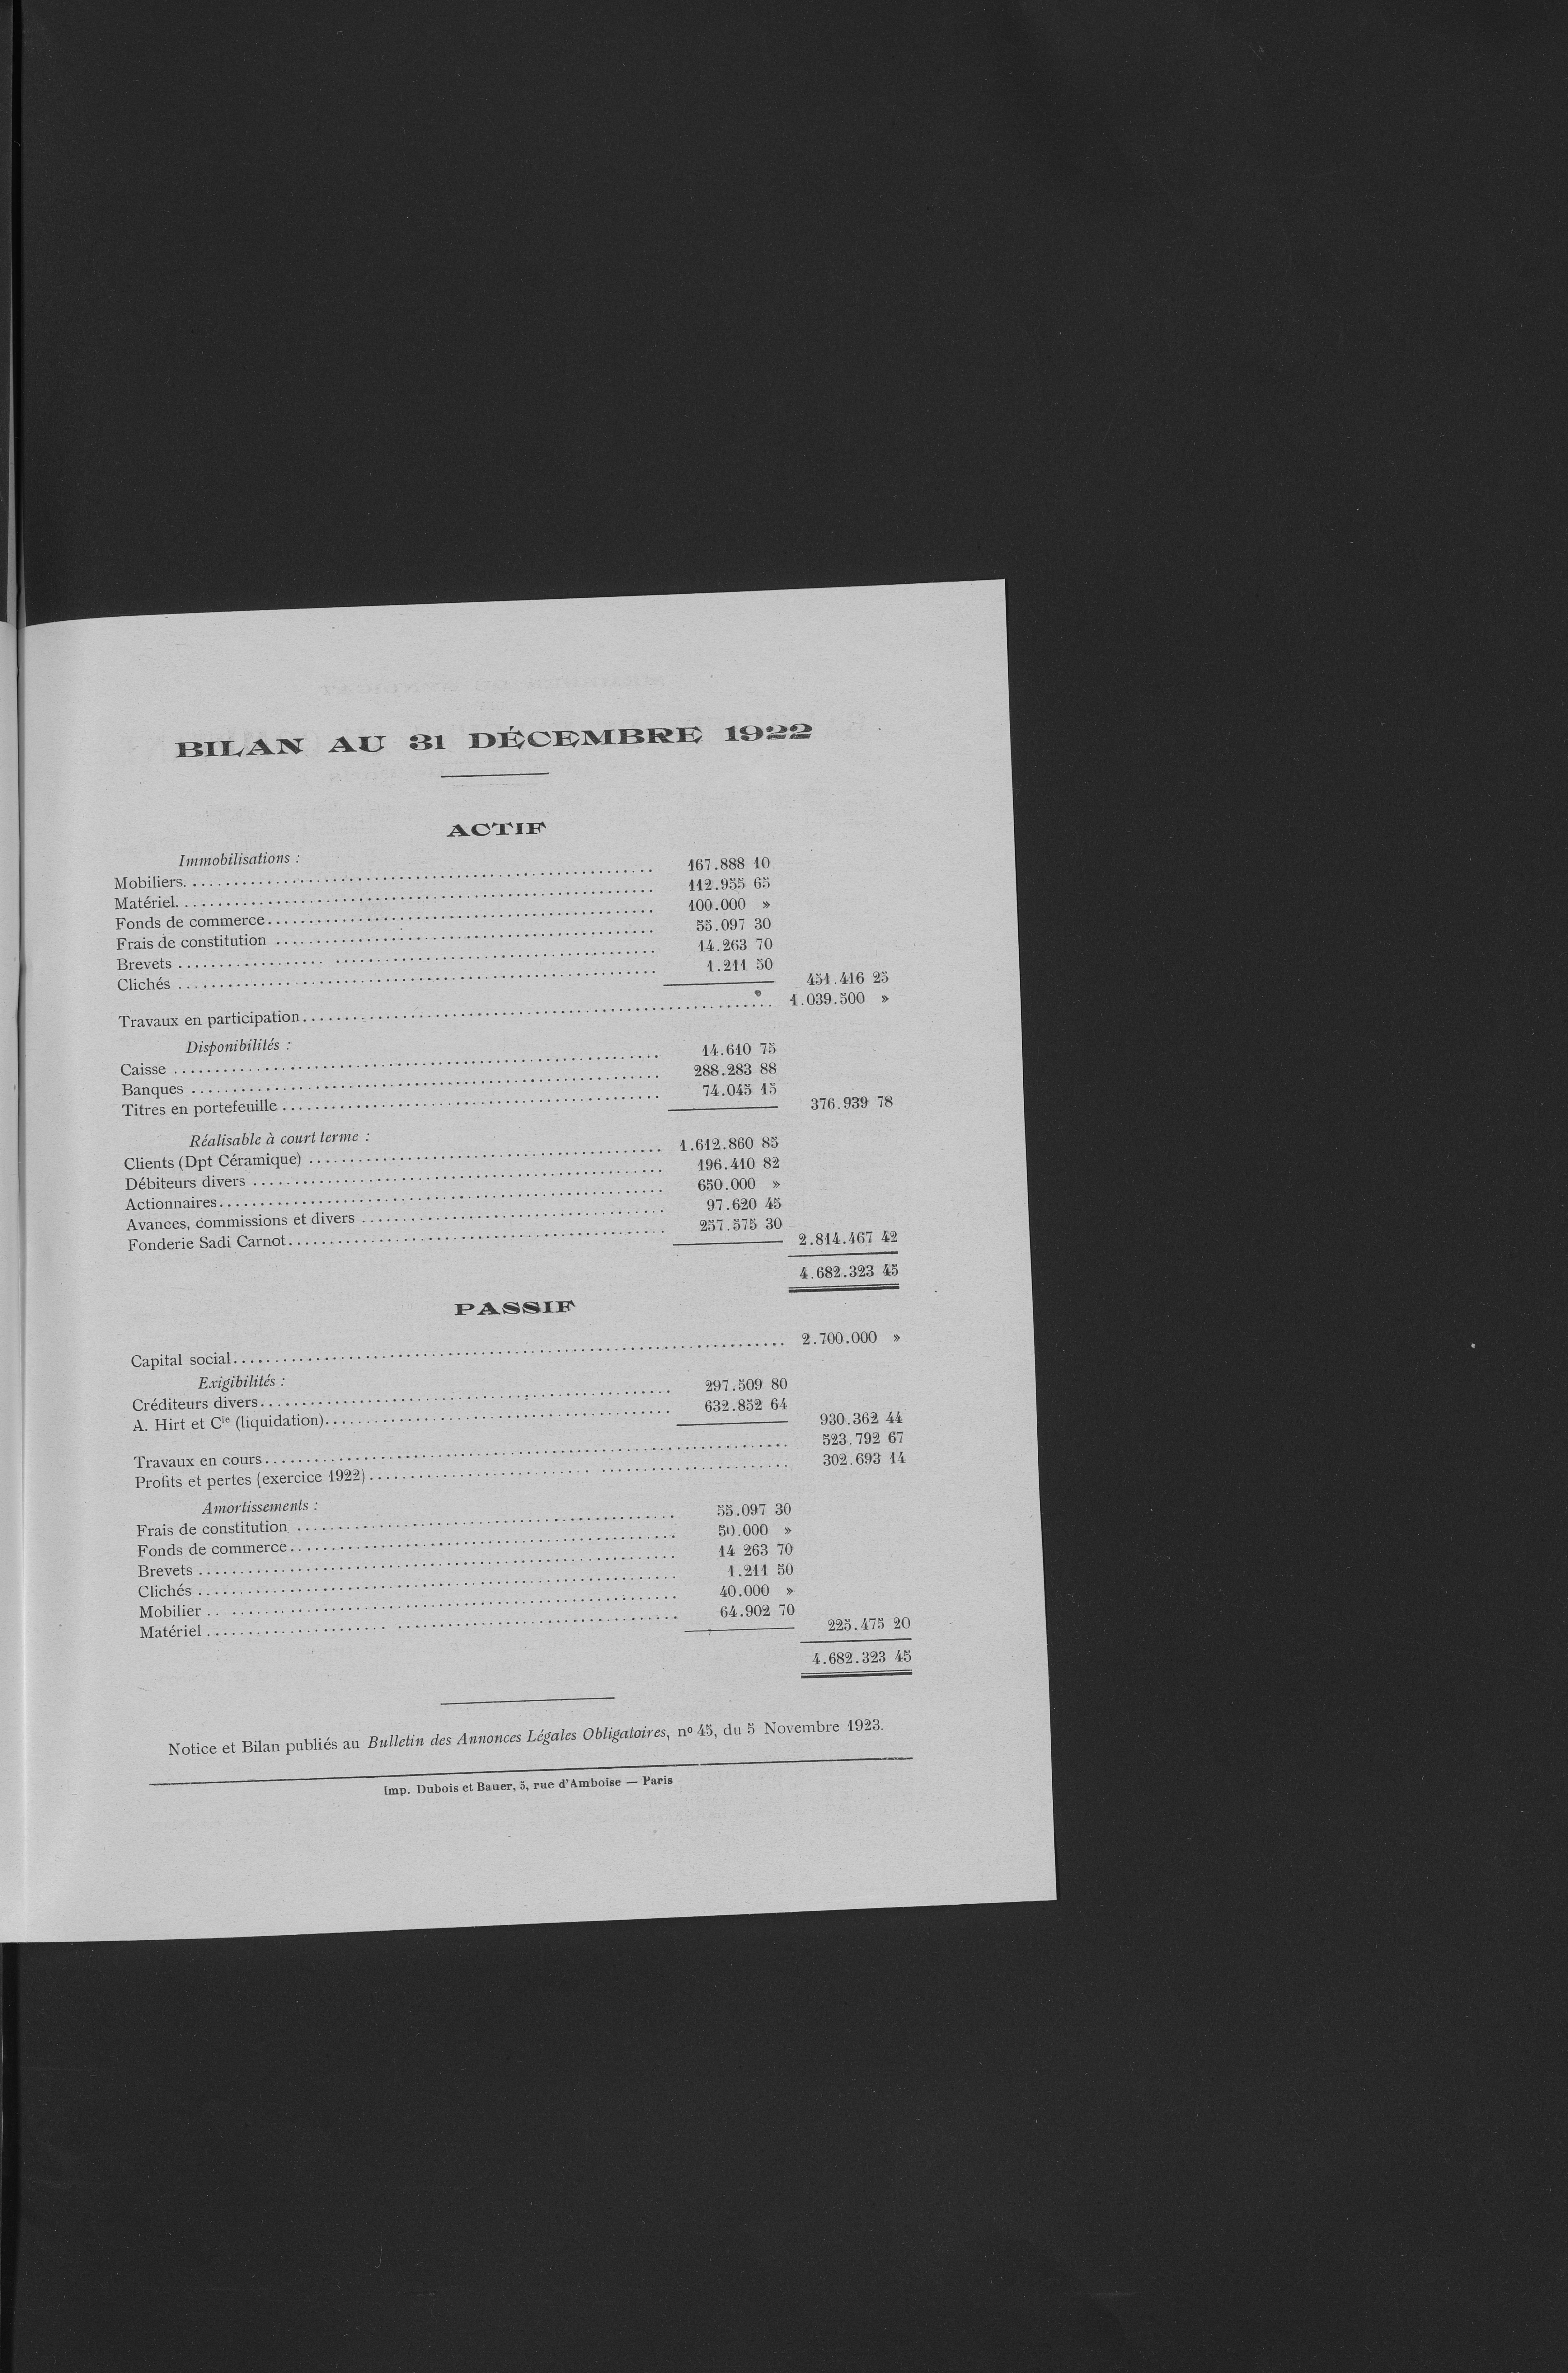 BILAN AU 31 DÉCEMBRE 1922
ACTIF
Immobilisations :
Mobiliers. 167.888 10
Matériel. 112.955 65
Fonds de commerce. 100.000 »
Frais de constitution 55.097 30
Brevets 14.263 70
Clichés 1.211 50
451.416 25
Travaux en participation. 1.039.500 »
Disponibilités :
Caisse 14.610 75
Banques 288.283 88
Titres en portefeuille 74.045 15
376.939 78
Réalisable à court terme :
Clients (Dpt Céramique) 1.612.860 85
Débiteurs divers 196.410 82
Actionnaires. 650.000 »
Avances, commissions et divers 97.620 45
Fonderie Sadi Carnot. 257.575 30
2.814.467 42
4.682.323 45
PASSIF
Capital social. 2.700.000 »
Exigibilités :
Créditeurs divers. 297.509 80
A. Hirt et Cie (liquidation). 632.852 64
930.362 44
Travaux en cours. 523.792 67
Profits et pertes (exercice 1922). 302.693 14
Amortissements :
Frais de constitution 55.097 30
Fonds de commerce. 50.000 »
Brevets 14 263 70
Clichés 1.211 50
Mobilier 40.000 »
Matériel 64.902 70
225.475 20
4.682.323 45
Notice et Bilan publiés au Bulletin des Annonces Légales Obligatoires, nº 45, du 5 Novembre 1923.
Imp. Dubois et Bauer, 5, rue d'Amboise — Paris